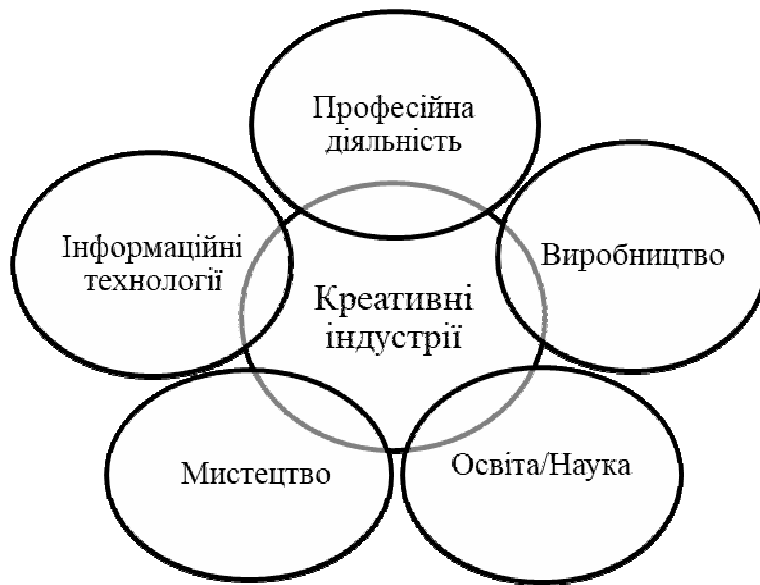 Професійна
діяльність
Інформаційні
технології
Виробництво
Креативні
індустрії
Мистецтво
Освіта/Наука